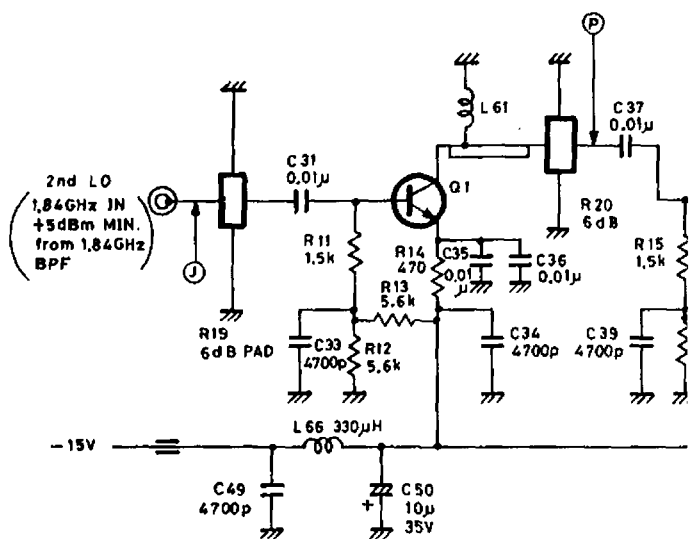 P
L 61
C37
0.01µ
C31
0.01µ
Q1
2nd LO
1,84GHz IN
+5dBm MIN.
from 1,84GHz
BPF
J
R20
6dB
R11
1,5k
R14
470
C35
0.01
µ
C36
0.01µ
R15
1,5k
R13
5.6k
R19
6dB PAD
C33
4700p
R12
5,6k
C34
4700p
C39
4700p
L66 330µH
-15V
C49
4700p
+
C50
10µ
35V